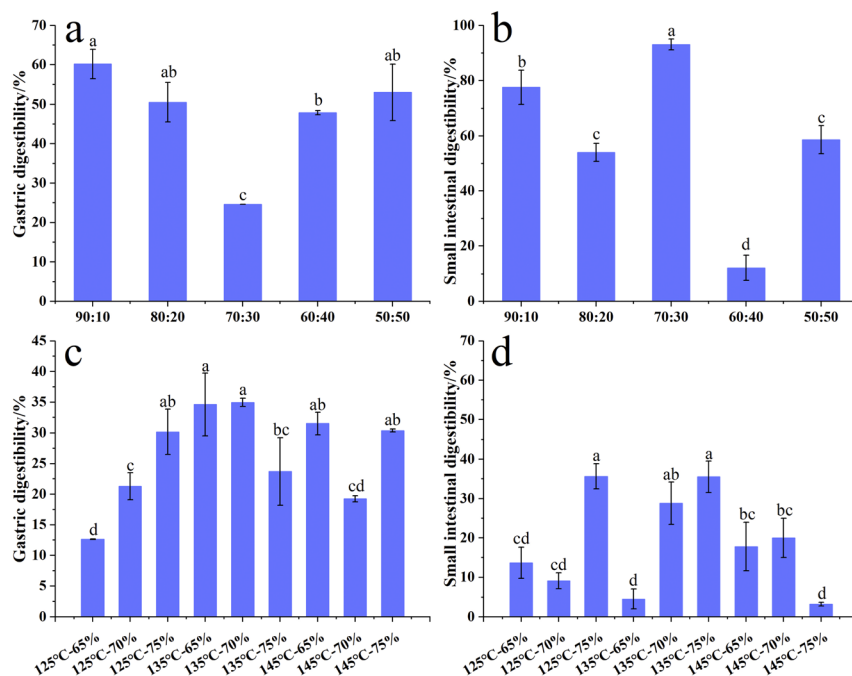 a
Gastric digestibility/%
70
60
50
40
30
20
10
0
a
ab
c
b
ab
90:10 80:20 70:30 60:40 50:50
b
Small intestinal digestibility/%
100
80
60
40
20
0
b
c
a
d
c
90:10 80:20 70:30 60:40 50:50
c
Gastric digestibility/%
45
40
35
30
25
20
15
10
5
0
d
c
ab
a
a
bc
ab
cd
ab
125°C-65%
125°C-70%
125°C-75%
135°C-65%
135°C-70%
135°C-75%
145°C-65%
145°C-70%
145°C-75%
d
Small intestinal digestibility/%
70
60
50
40
30
20
10
0
cd
cd
a
d
ab
a
bc
bc
d
125°C-65%
125°C-70%
125°C-75%
135°C-65%
135°C-70%
135°C-75%
145°C-65%
145°C-70%
145°C-75%